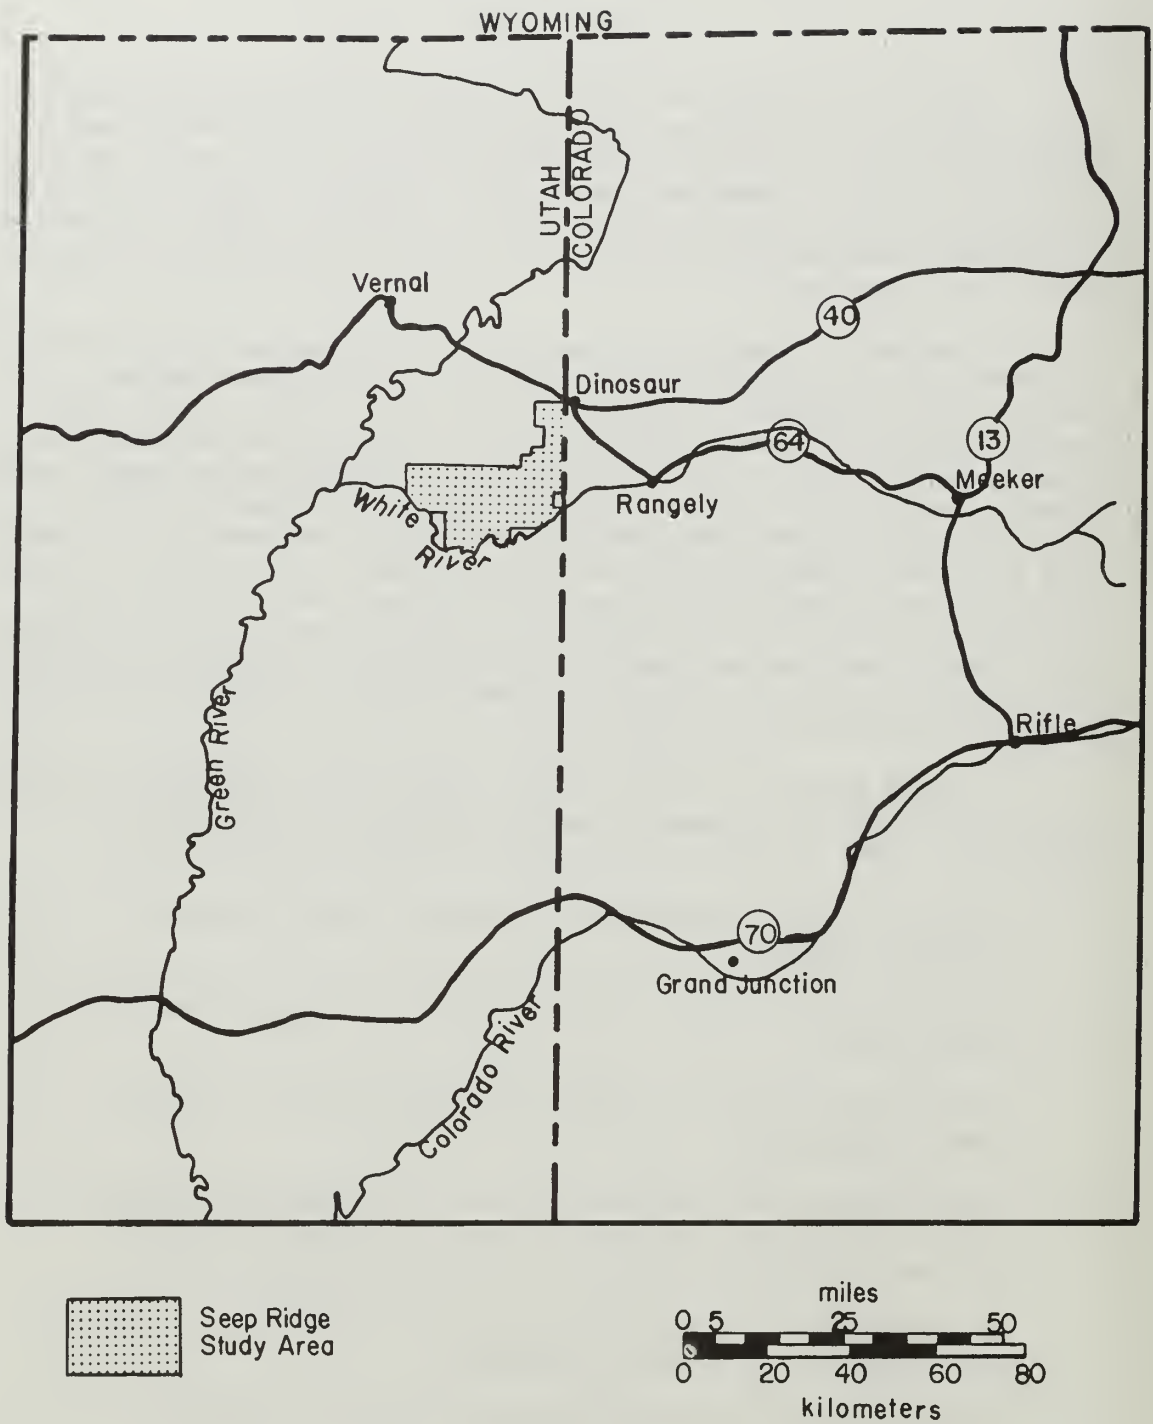 WYOMING
UTAH
COLORADO
Vernal
40
Dinosaur
64
13
Meeker
Rangely
White
River
Green River
Rifle
70
Grand Junction
Colorado River
Seep Ridge
Study Area
miles
0 5 25 50
0 20 40 60 80
kilometers